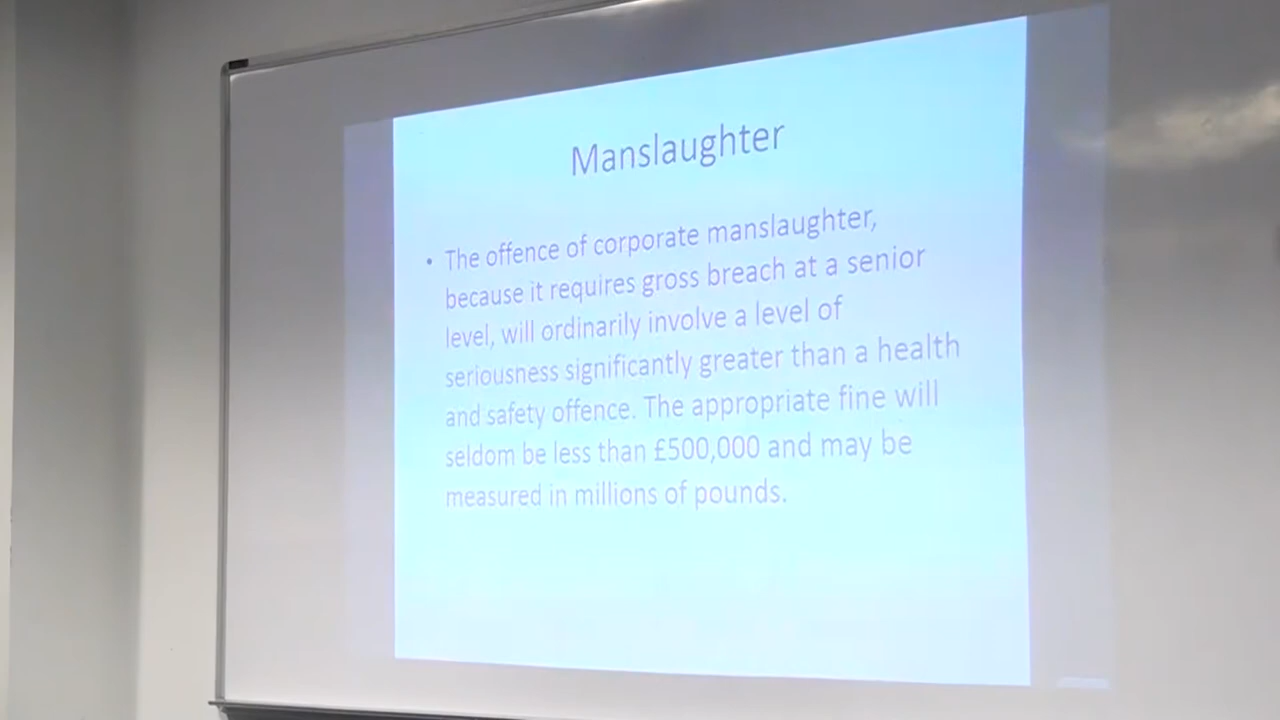 Manslaughter
• The offence of corporate manslaughter,
because it requires gross breach at a senior
level, will ordinarily involve a level of
seriousness significantly greater than a health
and safety offence. The appropriate fine will
seldom be less than £500,000 and may be
measured in millions of pounds.